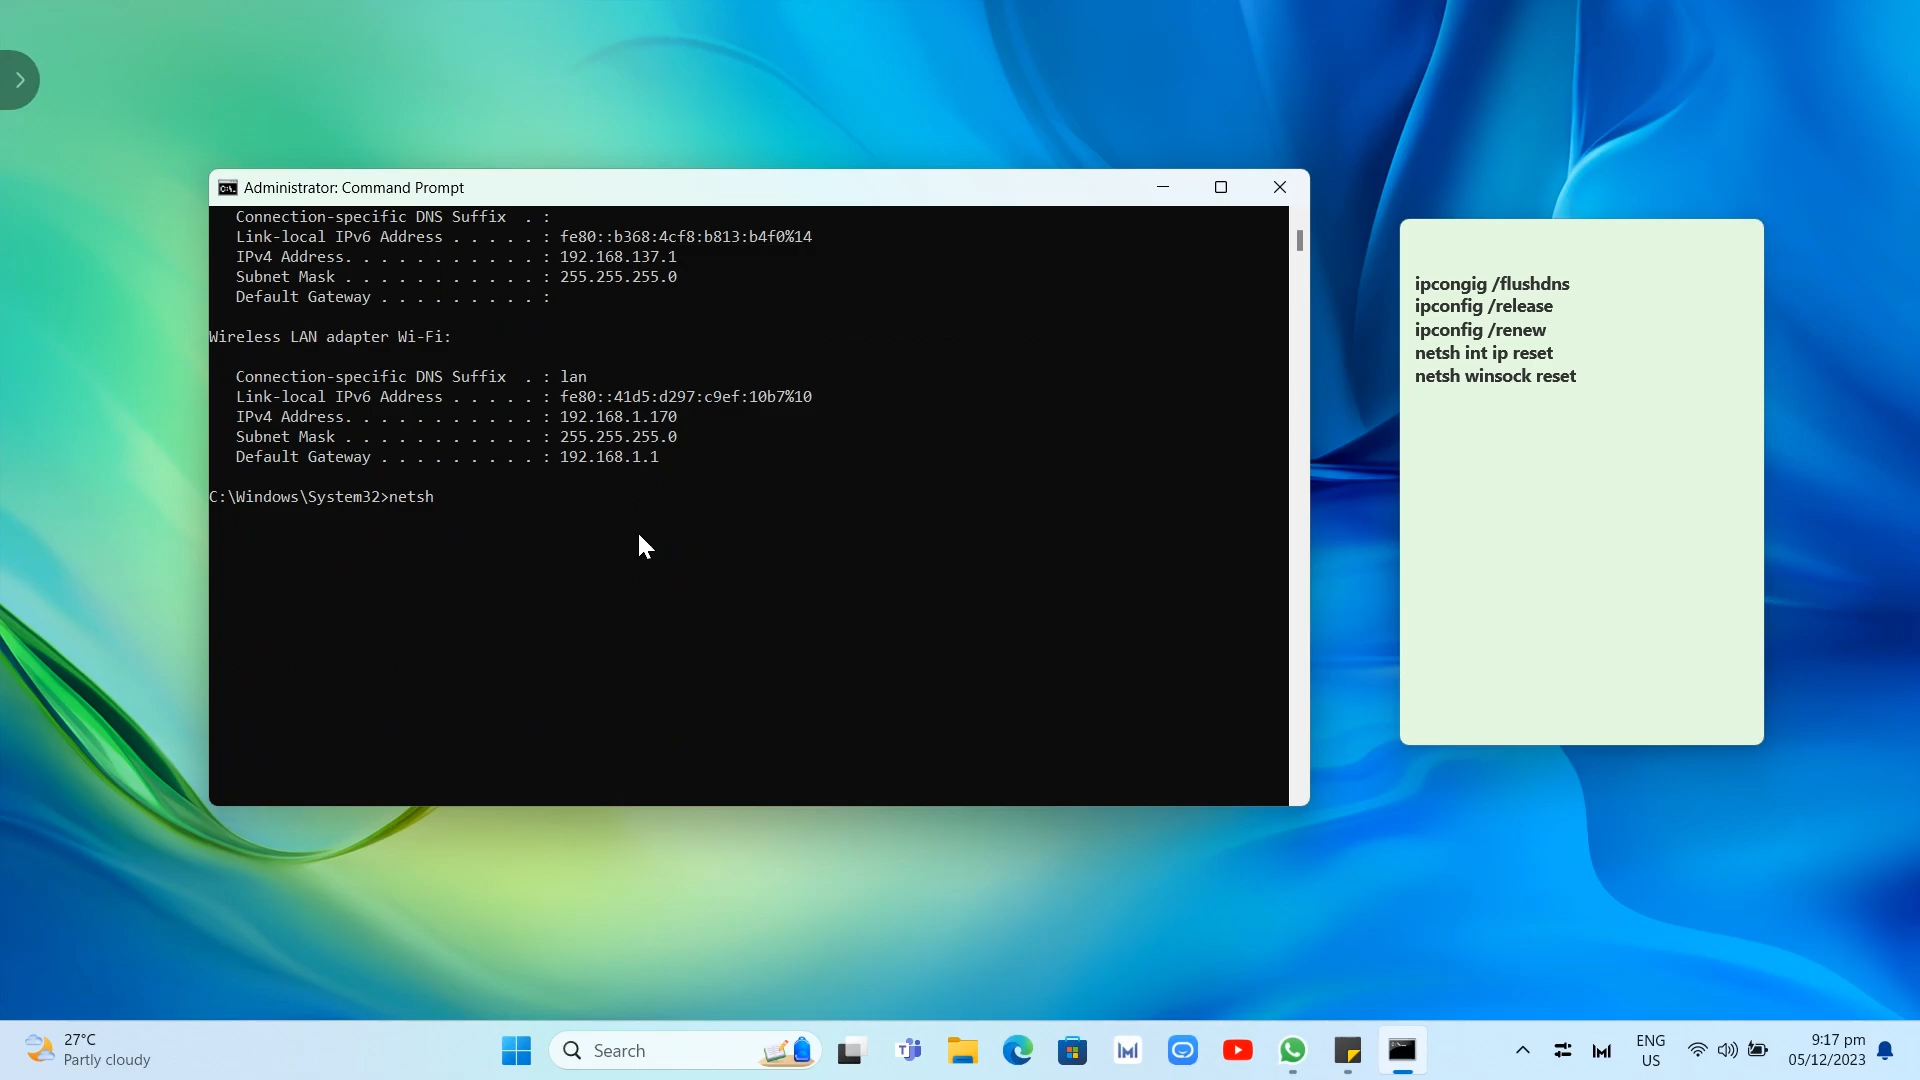 Administrator: Command Prompt
Connection-specific DNS Suffix . :
Link-local IPv6 Address . . . . . : fe80::b368:4cf8:b813:b4f0%14
IPv4 Address. . . . . . . . . . . : 192.168.137.1
Subnet Mask . . . . . . . . . . . : 255.255.255.0
Default Gateway . . . . . . . . . :
Wireless LAN adapter Wi-Fi:
Connection-specific DNS Suffix . : lan
Link-local IPv6 Address . . . . . : fe80::41d5:d297:c9ef:10b7%10
IPv4 Address. . . . . . . . . . . : 192.168.1.170
Subnet Mask . . . . . . . . . . . : 255.255.255.0
Default Gateway . . . . . . . . . : 192.168.1.1
C:\Windows\System32>netsh
ipcongig /flushdns
ipconfig /release
ipconfig /renew
netsh int ip reset
netsh winsock reset
27°C
Partly cloudy
Search
ENG
US
9:17 pm
05/12/2023